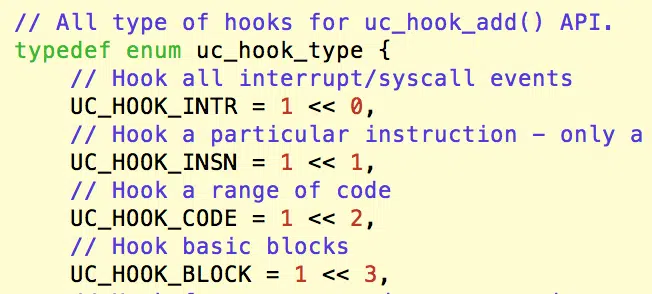 // All type of hooks for uc_hook_add() API.
typedef enum uc_hook_type {
// Hook all interrupt/syscall events
UC_HOOK_INTR = 1 << 0,
// Hook a particular instruction - only a
UC_HOOK_INSN = 1 << 1,
// Hook a range of code
UC_HOOK_CODE = 1 << 2,
// Hook basic blocks
UC_HOOK_BLOCK = 1 << 3,